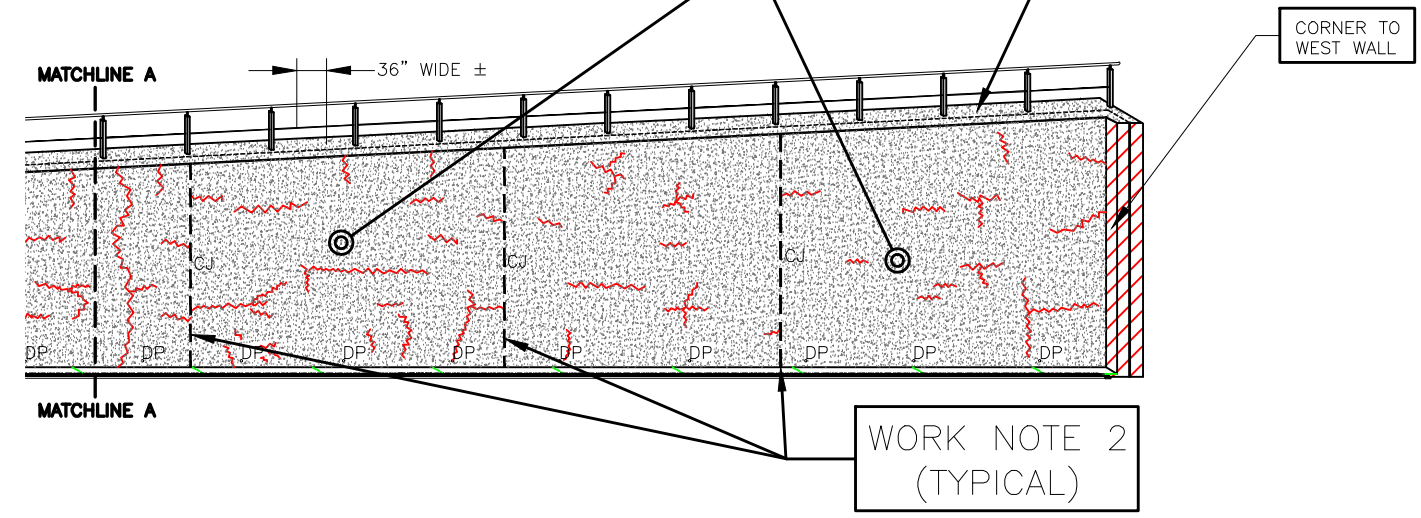 CORNER TO
WEST WALL
MATCHLINE A
36" WIDE ±
CJ
CJ
CJ
DP
DP
DP
DP
DP
DP
DP
DP
DP
DP
MATCHLINE A
WORK NOTE 2
(TYPICAL)